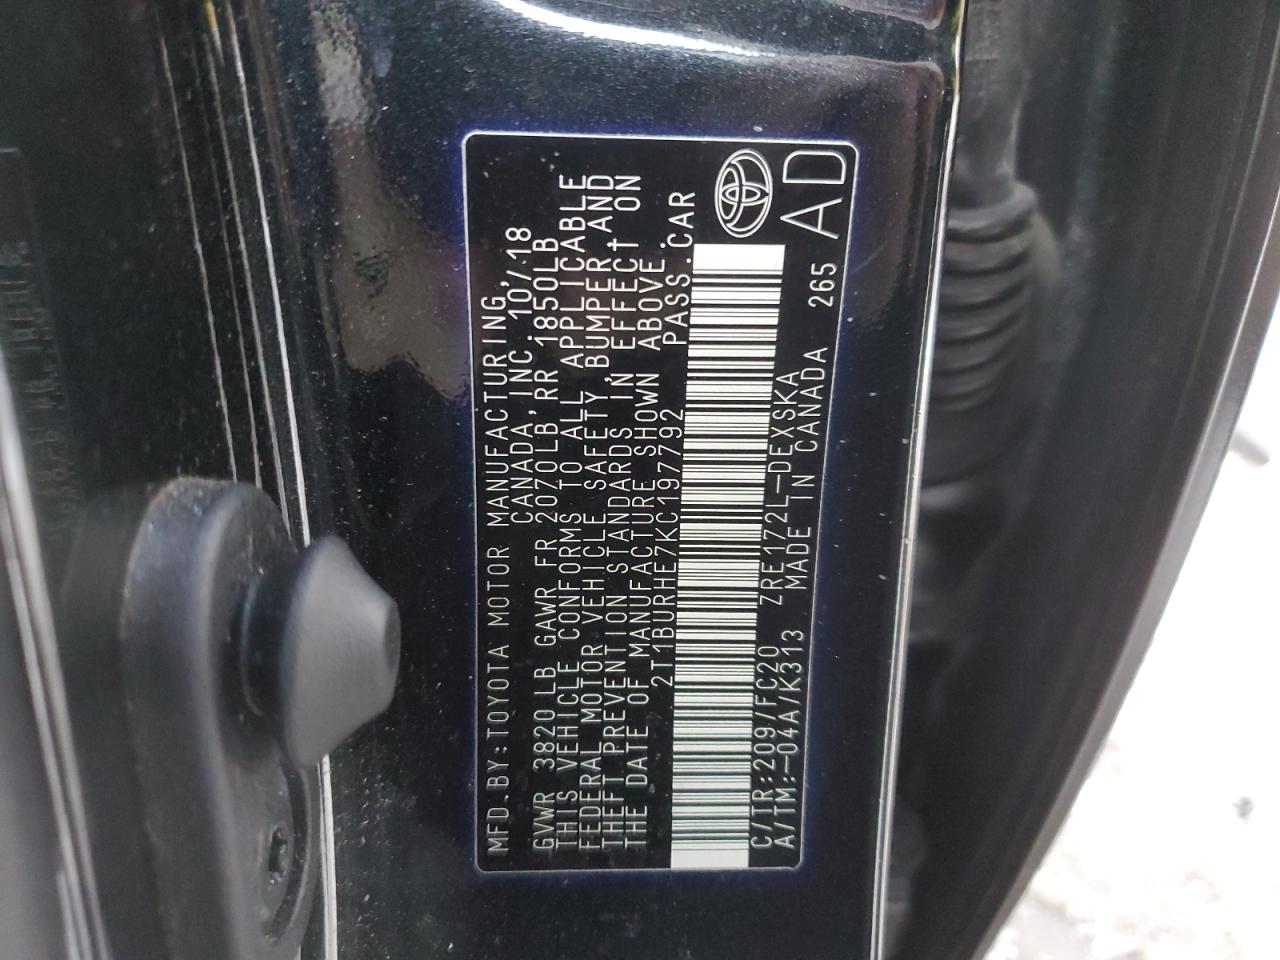 MFD.BY:TOYOTA MOTOR MANUFACTURING,
CANADA,INC. 10/18
GVWR 3820LB GAWR FR 2070LB,RR 1850LB
THIS VEHICLE CONFORMS TO ALL APPLICABLE
FEDERAL MOTOR VEHICLE SAFETY,BUMPER,AND
THEFT PREVENTION STANDARDS IN EFFECT ON
THE DATE OF MANUFACTURE SHOWN ABOVE.
2T1BURHE7KC197792 PASS.CAR
C/TR:209/FC20 ZRE172L-DEXSKA
A/TM:-04A/K313 MADE IN CANADA 265
AD